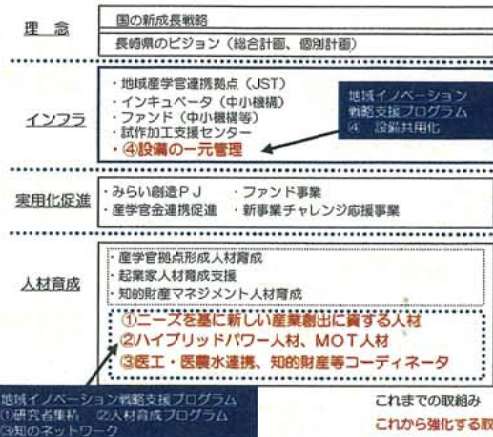 理 念
国の新成長戦略
長崎県のビジョン（総合計画、個別計画）
インフラ
・地域産学官連携拠点（JST）
・インキュベータ（中小機構）
・ファンド（中小機構等）
・試作加工支援センター
・④設備の一元管理
地域イノベーション
戦略支援プログラム
④ 設備共用化
実用化促進
・みらい創造ＰＪ ・ファンド事業
・産学官金連携促進 ・新事業チャレンジ応援事業
人材育成
・産学官拠点形成人材育成
・起業家人材育成支援
・知的財産マネジメント人材育成
①ニーズを基に新しい産業創出に資する人材
②ハイブリッドパワー人材、ＭＯＴ人材
③医工・医農水連携、知的財産等コーディネータ
地域イノベーション戦略支援プログラム
①研究者集積 ②人材育成プログラム
③知のネットワーク
これまでの取組み
これから強化する取